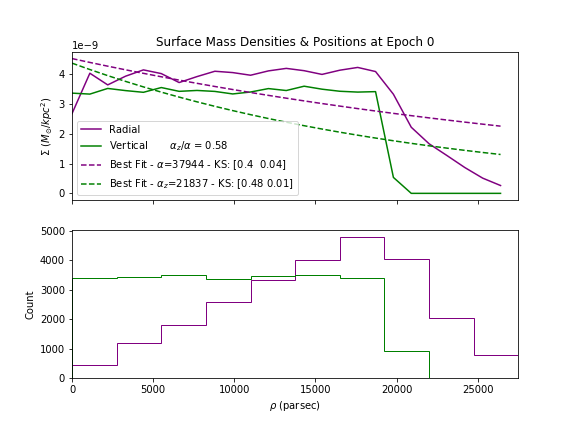 Surface Mass Densities & Positions at Epoch 0
1e−9
4
3
2
1
0
Σ (M⊙/kpc²)
Radial
Vertical αz/α = 0.58
Best Fit - α=37944 - KS: [0.4 0.04]
Best Fit - αz=21837 - KS: [0.48 0.01]
5000
4000
3000
2000
1000
0
Count
0 5000 10000 15000 20000 25000
ρ (parsec)